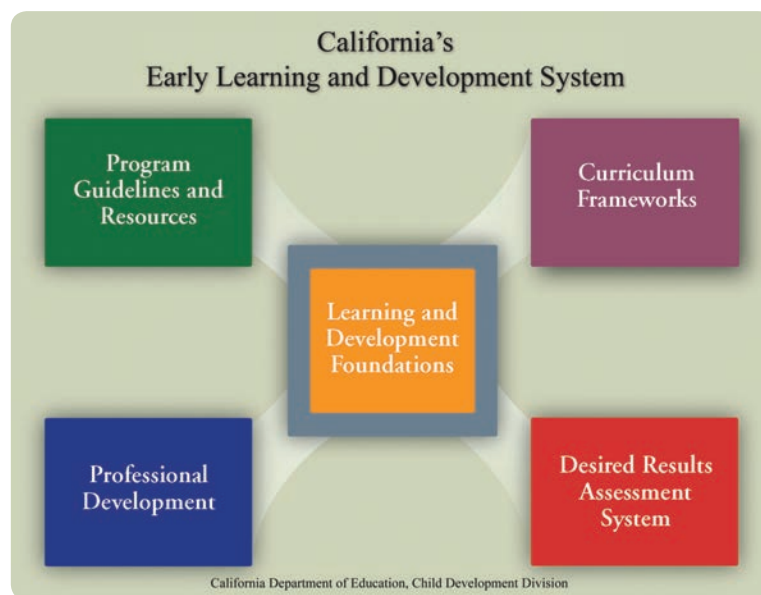 California's
Early Learning and Development System
Program
Guidelines and
Resources
Curriculum
Frameworks
Learning and
Development
Foundations
Professional
Development
Desired Results
Assessment
System
California Department of Education, Child Development Division